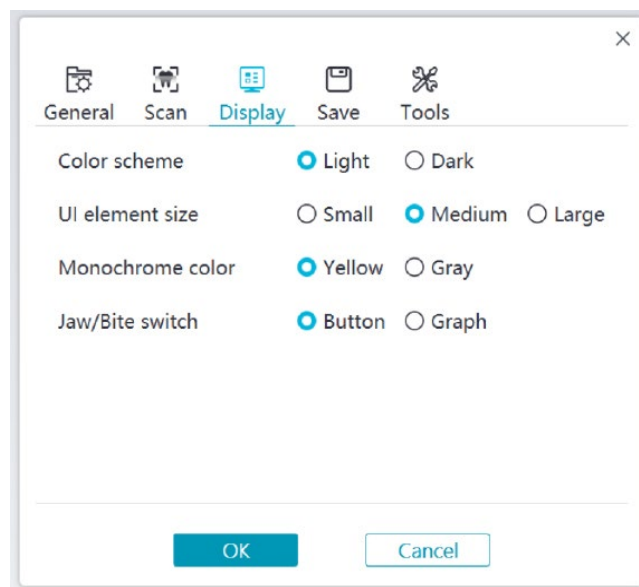 General Scan Display Save Tools
Color scheme Light Dark
UI element size Small Medium Large
Monochrome color Yellow Gray
Jaw/Bite switch Button Graph
OK Cancel